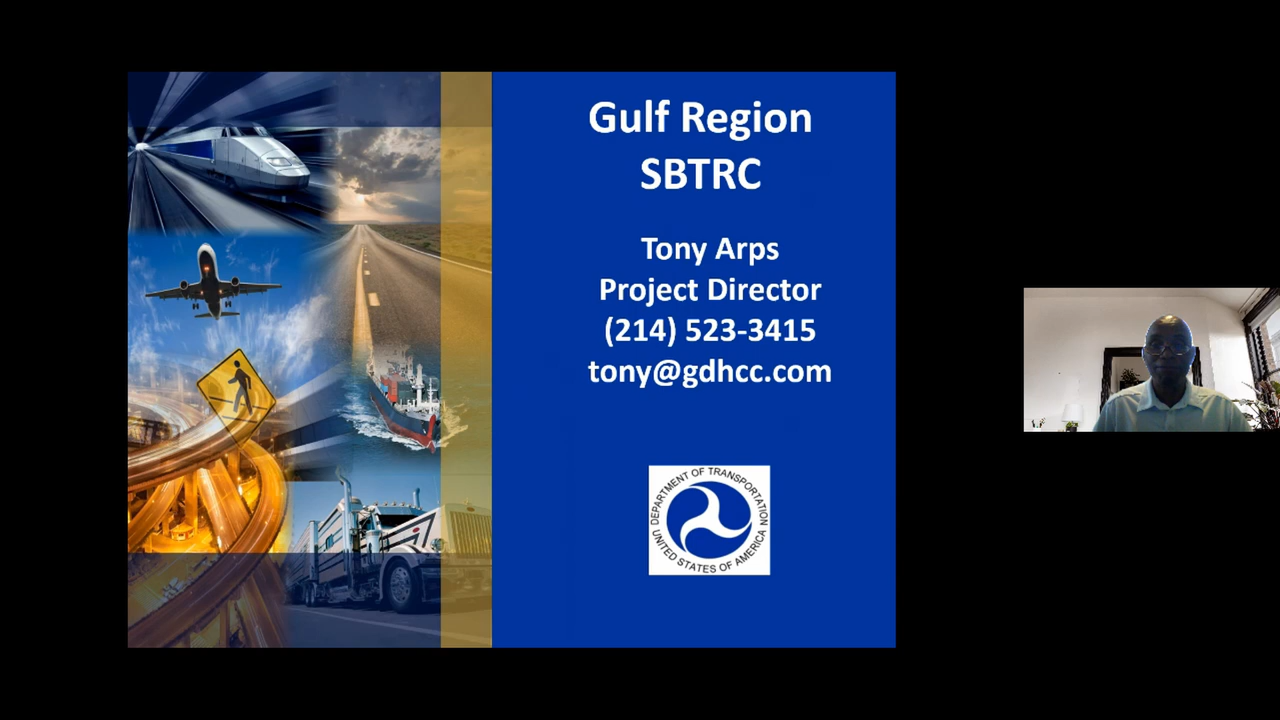 Gulf Region
SBTRC
Tony Arps
Project Director
(214) 523-3415
tony@gdhcc.com
DEPARTMENT OF TRANSPORTATION
UNITED STATES OF AMERICA